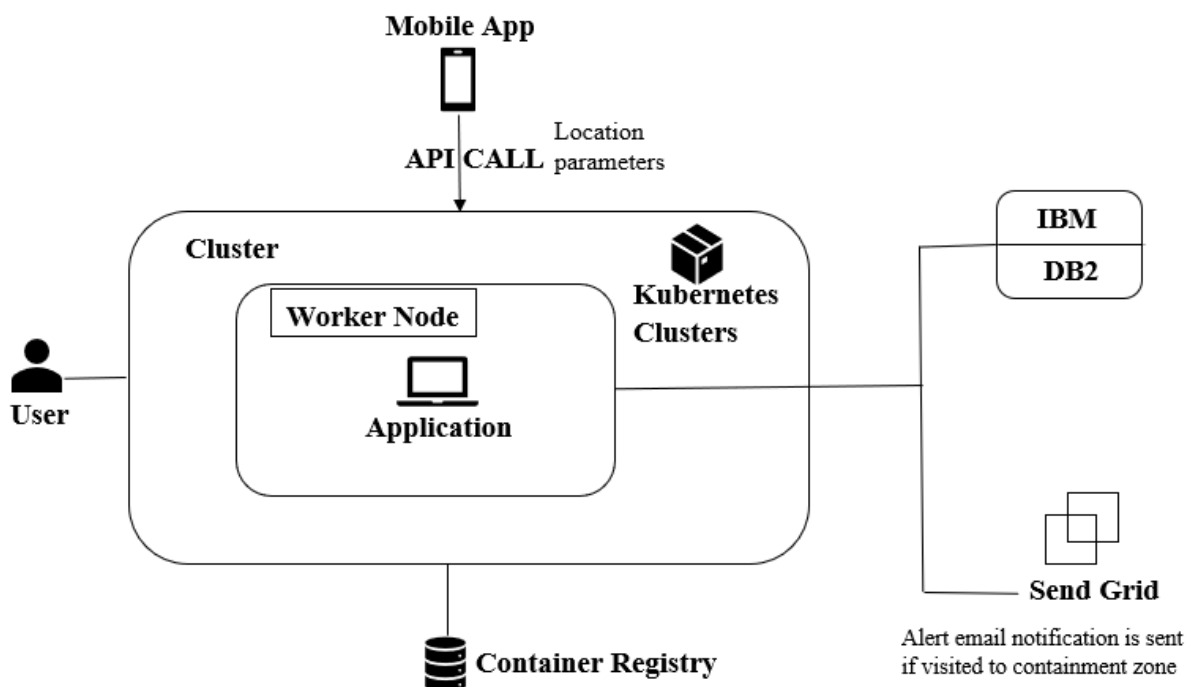 Mobile App
API CALL
Location
parameters
Cluster
Kubernetes
Clusters
Worker Node
Application
User
IBM
DB2
Send Grid
Alert email notification is sent
if visited to containment zone
Container Registry